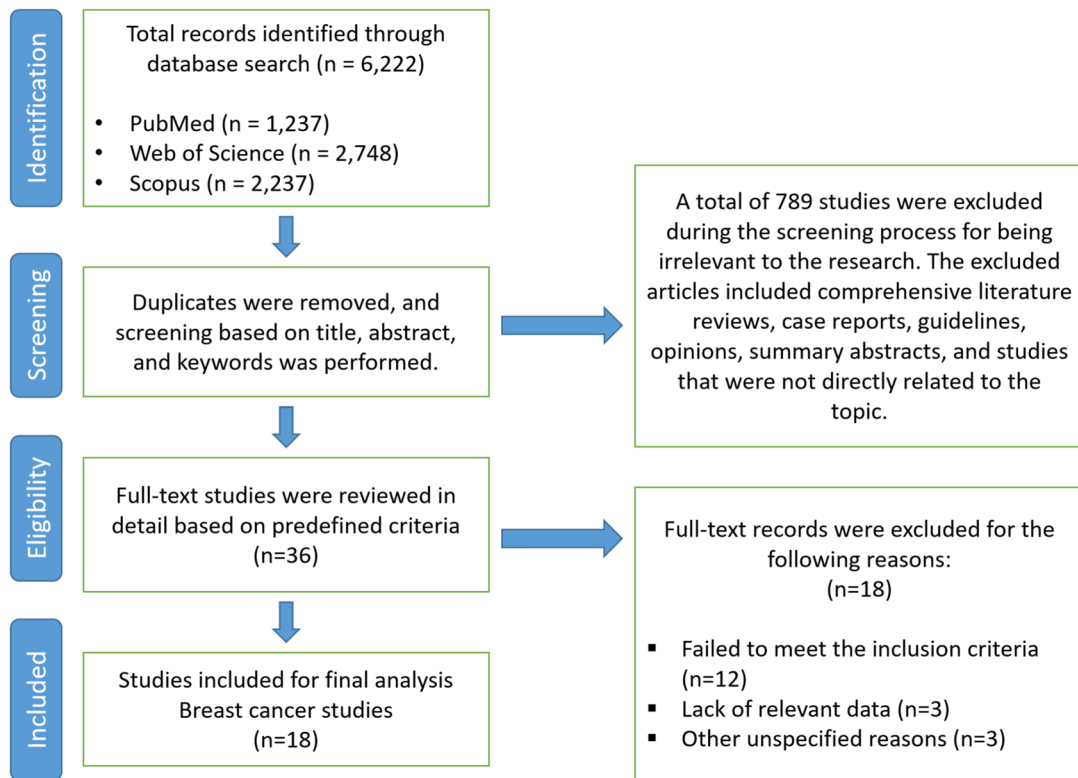 Identification
Total records identified through
database search (n = 6,222)
• PubMed (n = 1,237)
• Web of Science (n = 2,748)
• Scopus (n = 2,237)
Screening
Duplicates were removed, and
screening based on title, abstract,
and keywords was performed.
A total of 789 studies were excluded
during the screening process for being
irrelevant to the research. The excluded
articles included comprehensive literature
reviews, case reports, guidelines,
opinions, summary abstracts, and studies
that were not directly related to the
topic.
Eligibility
Full-text studies were reviewed in
detail based on predefined criteria
(n=36)
Full-text records were excluded for the
following reasons:
(n=18)
▪ Failed to meet the inclusion criteria
(n=12)
▪ Lack of relevant data (n=3)
▪ Other unspecified reasons (n=3)
Included
Studies included for final analysis
Breast cancer studies
(n=18)